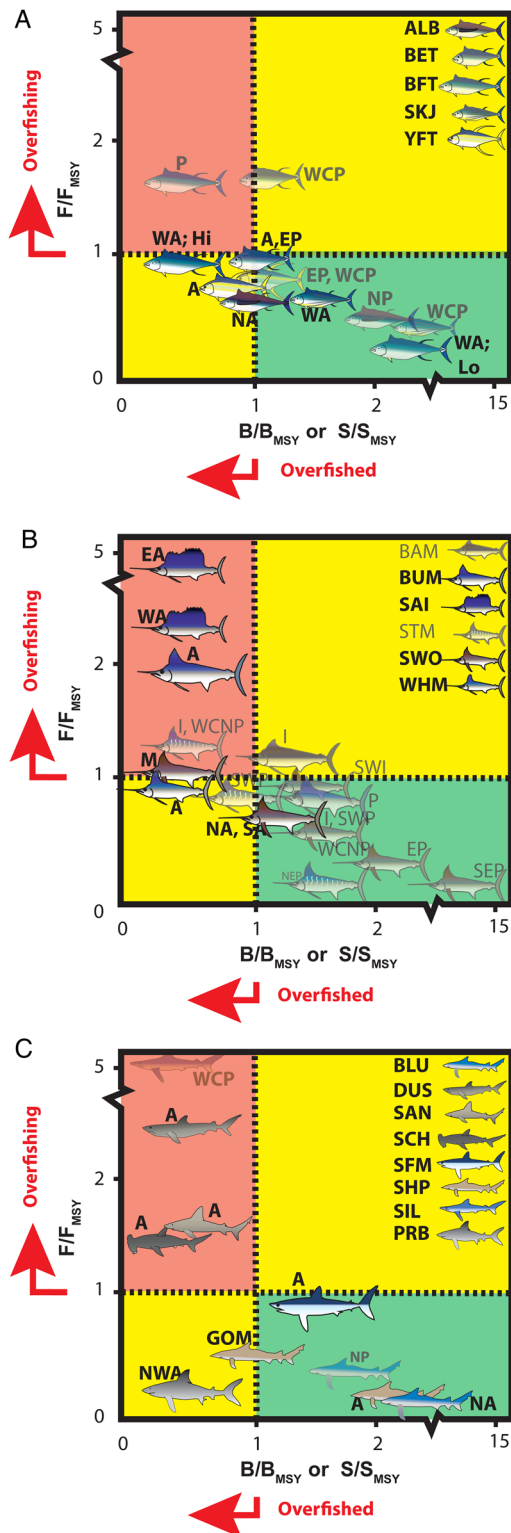 A
5
ALB
BET
BFT
SKJ
YFT
Overfishing
F/FMSY
2
P
WCP
WA; Hi
A,EP
1
EP, WCP
A
NA
WA
NP
WCP
WA;
Lo
0
0
1
2
15
B/BMSY or S/SMSY
Overfished
B
5
EA
BAM
BUM
SAI
STM
SWO
WHM
WA
Overfishing
F/FMSY
2
A
I, WCNP
I
M
SWI
1
SWP
A
P
NA, SA
I, SWP
WCNP
EP
NEP
SEP
0
0
1
2
15
B/BMSY or S/SMSY
Overfished
C
5
WCP
BLU
DUS
SAN
SCH
SFM
SHP
SIL
PRB
Overfishing
F/FMSY
A
2
A
A
A
1
GOM
NWA
NP
A
NA
0
0
1
2
15
B/BMSY or S/SMSY
Overfished